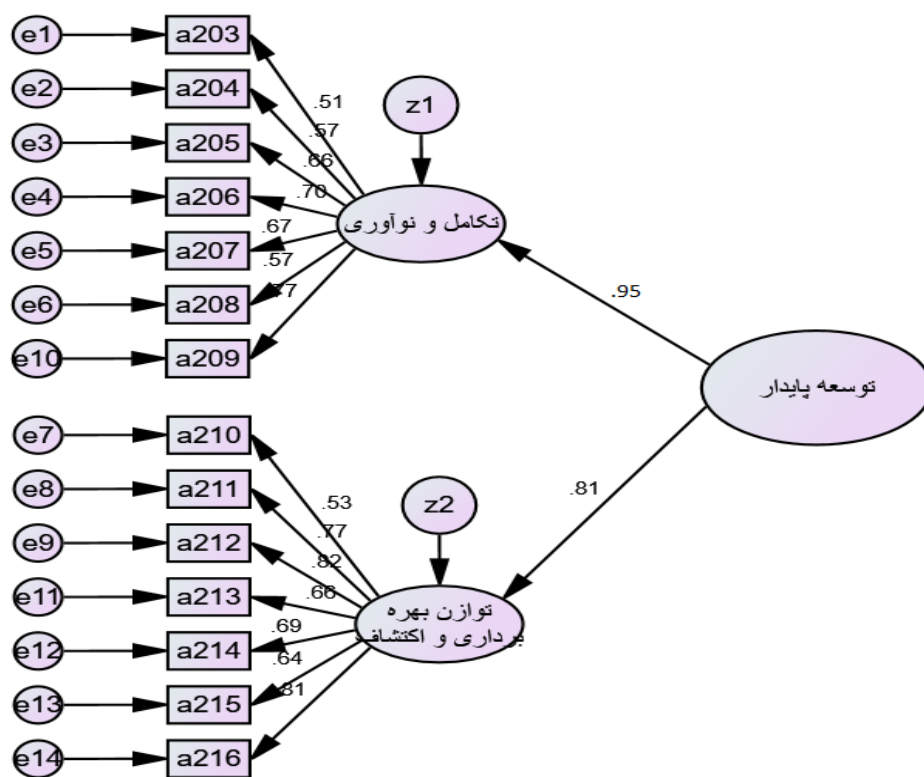 e1
a203
e2
a204
e3
a205
e4
a206
e5
a207
e6
a208
e10
a209
.51
.57
.66
.70
.67
.57
z1
تکامل و نوآوری
.95
توسعه پایدار
.81
e7
a210
e8
a211
e9
a212
e11
a213
e12
a214
e13
a215
e14
a216
.53
.77
.82
.66
.69
.64
z2
توازن بهره
برداری و اکتشاف